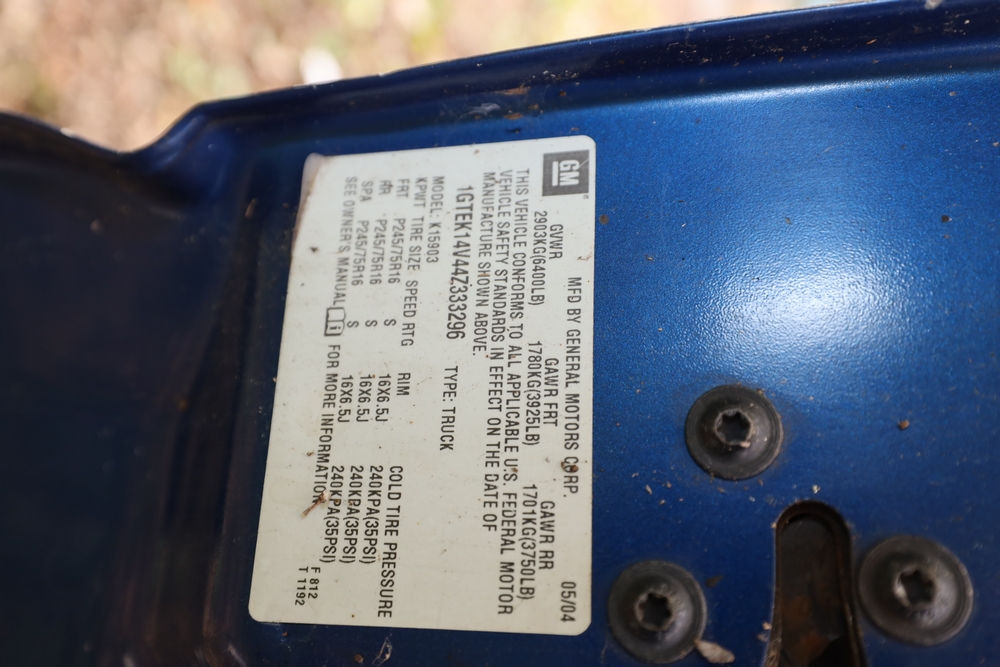 GM
MFD BY GENERAL MOTORS CORP. 05/04
GVWR GAWR FRT GAWR RR
2903KG(6400LB) 1780KG(3925LB) 1701KG(3750LB)
THIS VEHICLE CONFORMS TO ALL APPLICABLE U.S. FEDERAL MOTOR
VEHICLE SAFETY STANDARDS IN EFFECT ON THE DATE OF
MANUFACTURE SHOWN ABOVE.
1GTEK14V44Z333296 TYPE: TRUCK
MODEL: K15903
KPWT TIRE SIZE SPEED RTG RIM COLD TIRE PRESSURE
FRT P245/75R16 S 16X6.5J 240KPA(35PSI)
RR P245/75R16 S 16X6.5J 240KPA(35PSI)
SPA P245/75R16 S 16X6.5J 240KPA(35PSI)
SEE OWNER'S MANUAL i FOR MORE INFORMATION
F 812
T 1192